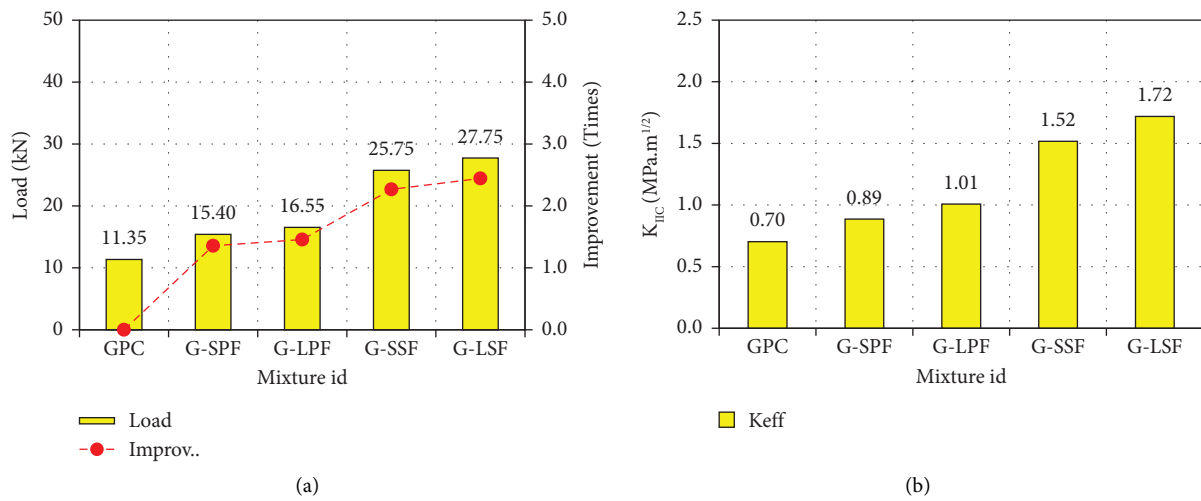 50
40
30
20
10
0
Load (kN)
11.35
15.40
16.55
25.75
27.75
5.0
4.0
3.0
2.0
1.0
0.0
Improvement (Times)
GPC G-SPF G-LPF G-SSF G-LSF
Mixture id
Load
Improv..
(a)
2.5
2.0
1.5
1.0
0.5
0.0
K_IIC (MPa.m^1/2)
0.70
0.89
1.01
1.52
1.72
GPC G-SPF G-LPF G-SSF G-LSF
Mixture id
Keff
(b)